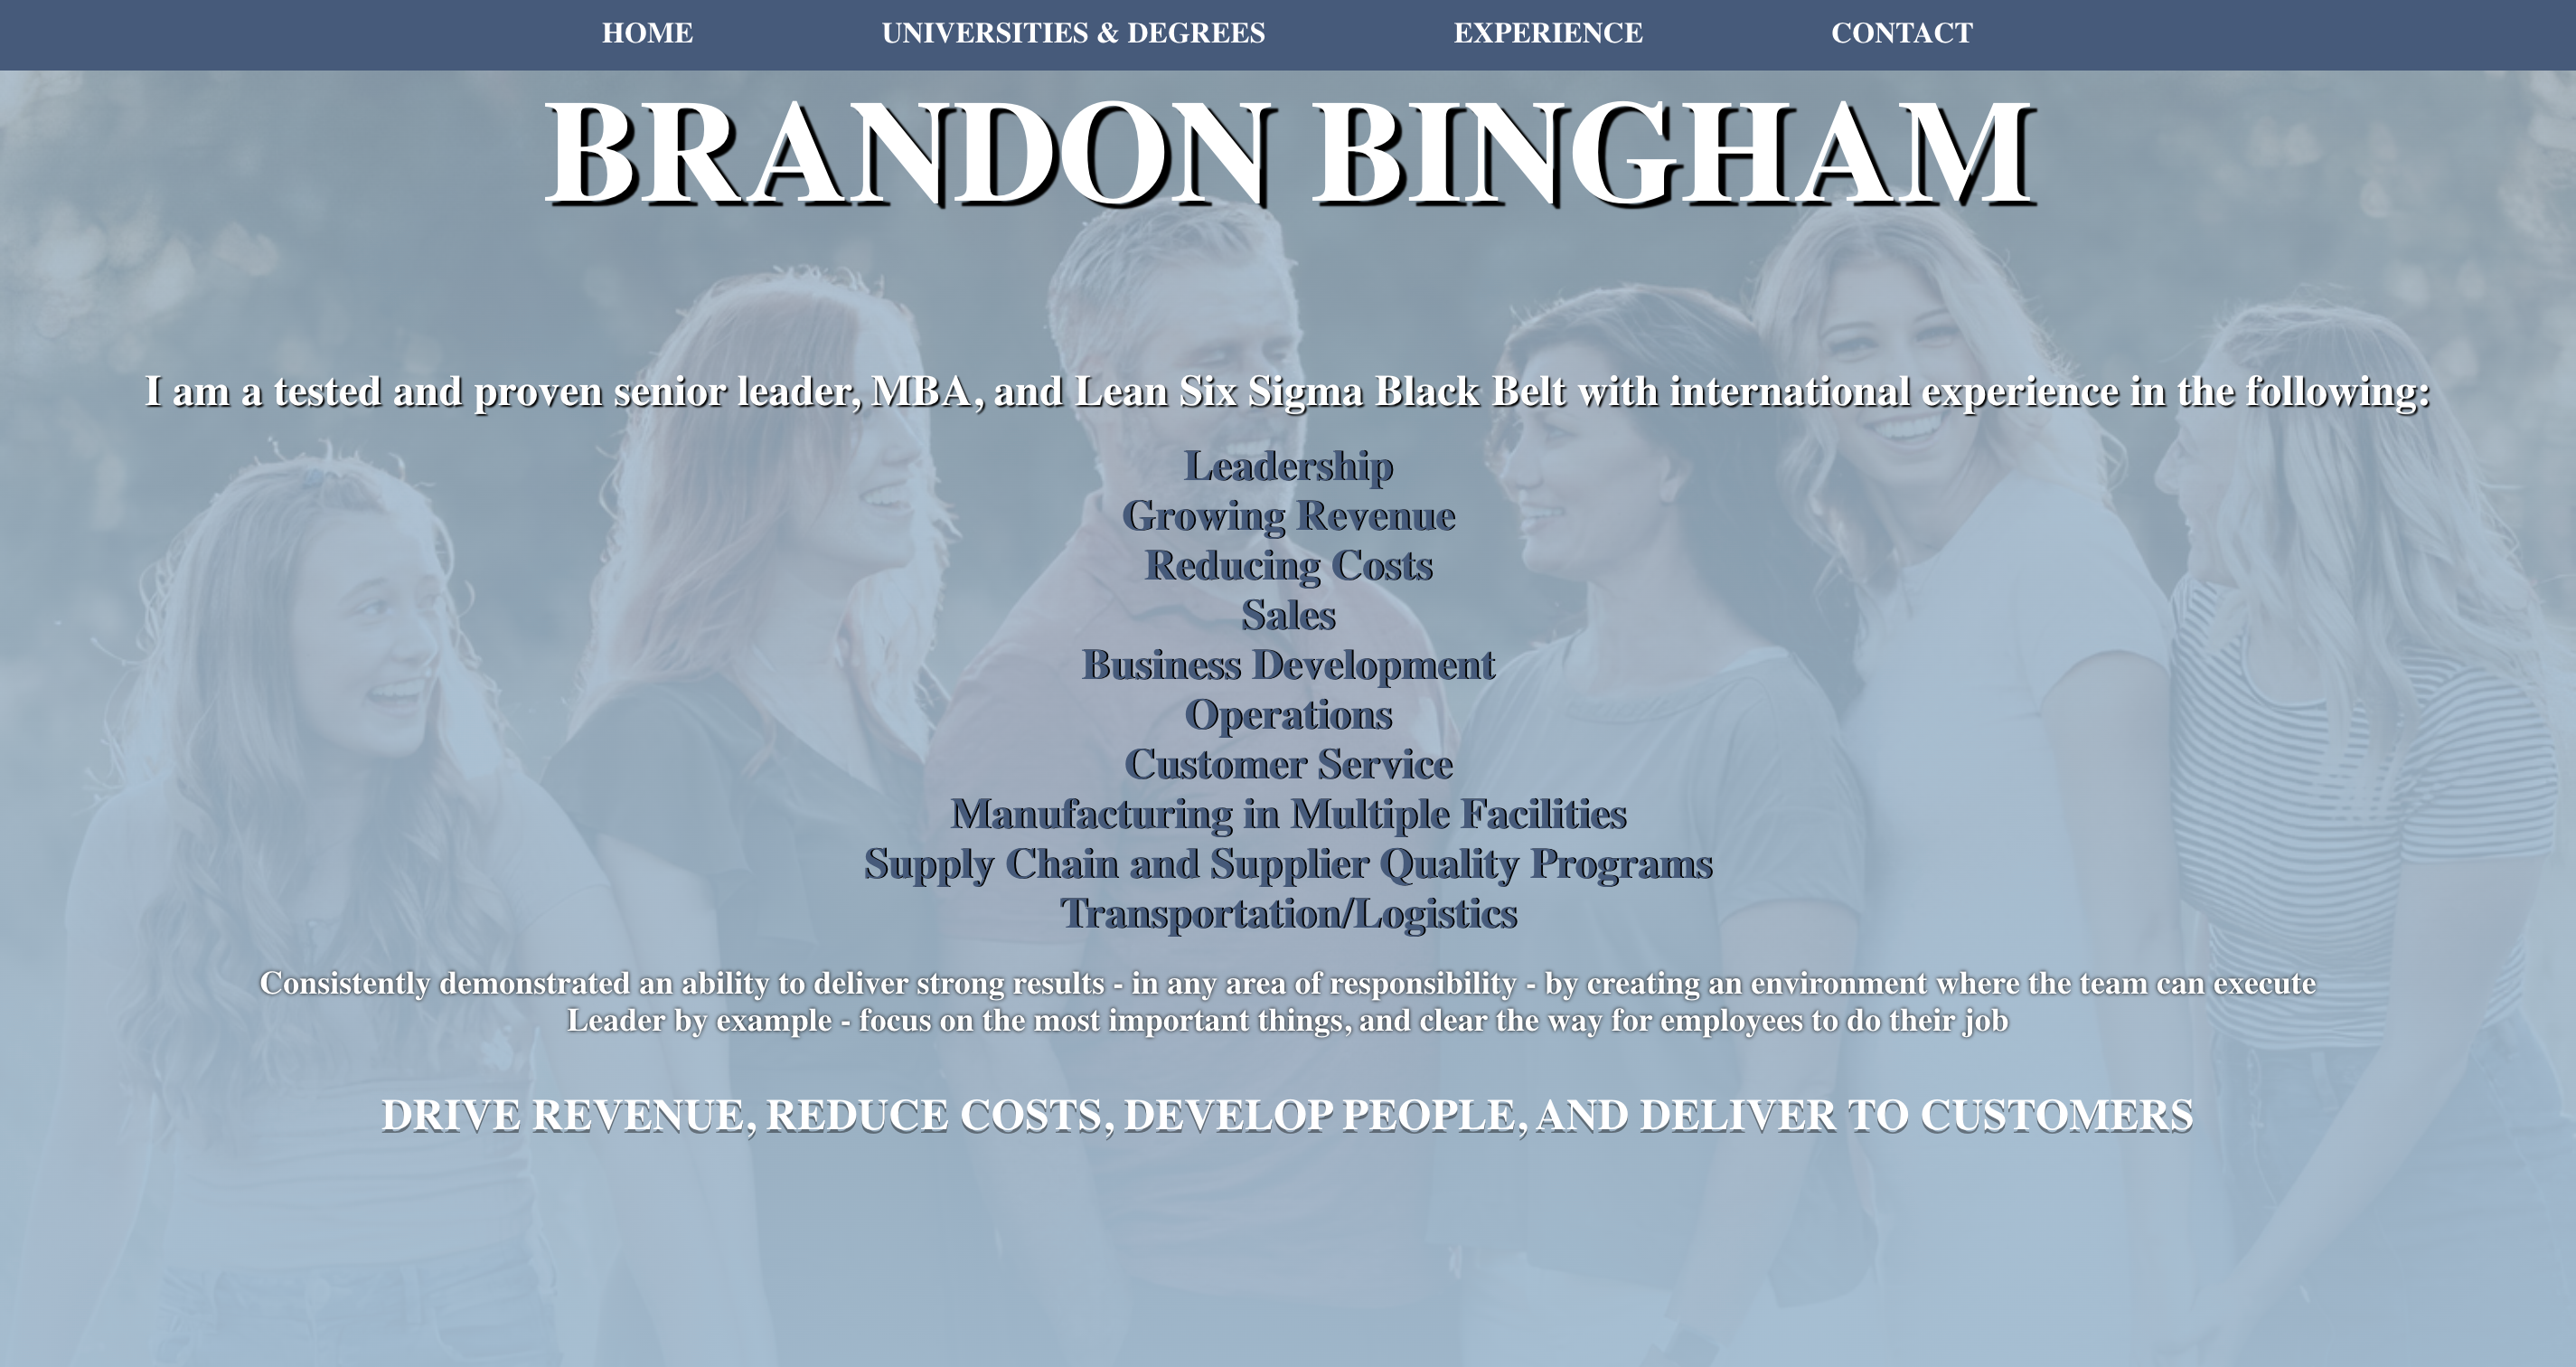 HOME UNIVERSITIES & DEGREES EXPERIENCE CONTACT
BRANDON BINGHAM
I am a tested and proven senior leader, MBA, and Lean Six Sigma Black Belt with international experience in the following:
Leadership
Growing Revenue
Reducing Costs
Sales
Business Development
Operations
Customer Service
Manufacturing in Multiple Facilities
Supply Chain and Supplier Quality Programs
Transportation/Logistics
Consistently demonstrated an ability to deliver strong results - in any area of responsibility - by creating an environment where the team can execute
Leader by example - focus on the most important things, and clear the way for employees to do their job
DRIVE REVENUE, REDUCE COSTS, DEVELOP PEOPLE, AND DELIVER TO CUSTOMERS